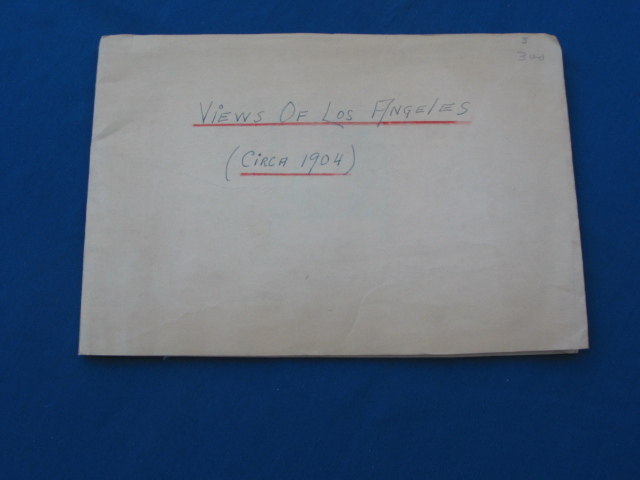 Views Of Los Angeles
(Circa 1904)